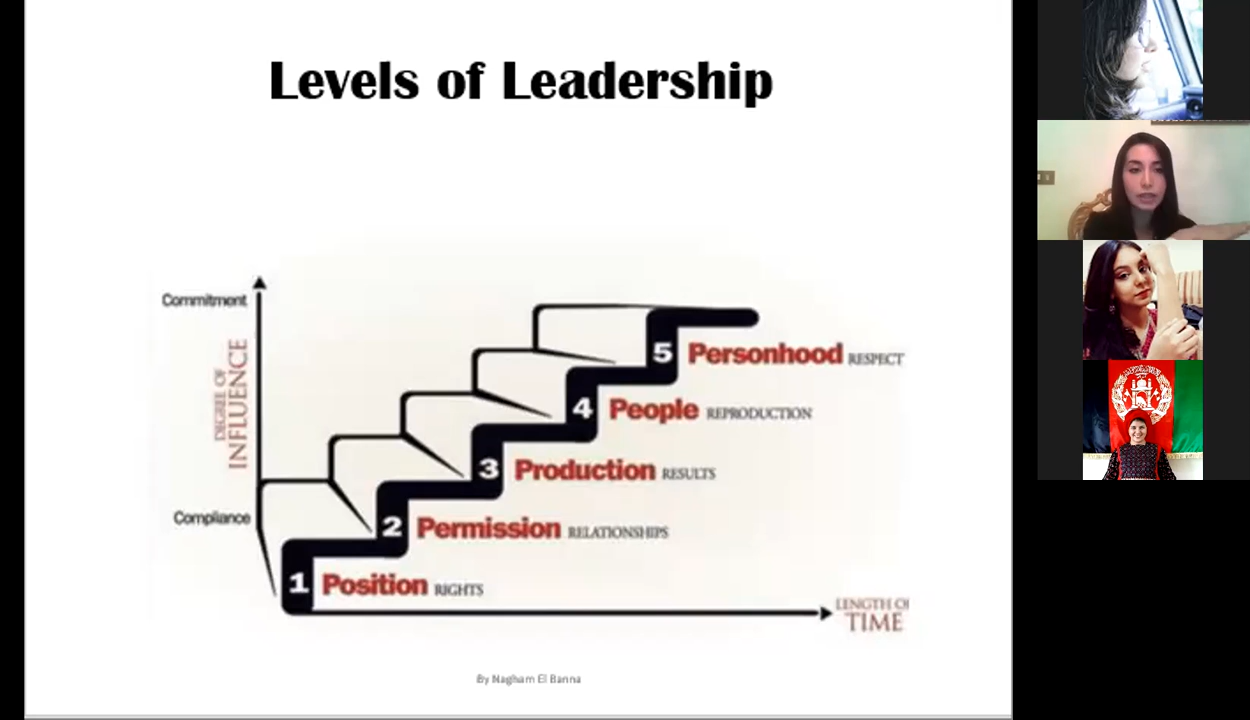 Levels of Leadership
Commitment
DEGREE OF
INFLUENCE
Compliance
5 Personhood RESPECT
4 People REPRODUCTION
3 Production RESULTS
2 Permission RELATIONSHIPS
1 Position RIGHTS
LENGTH OF
TIME
By Nagham El Banna